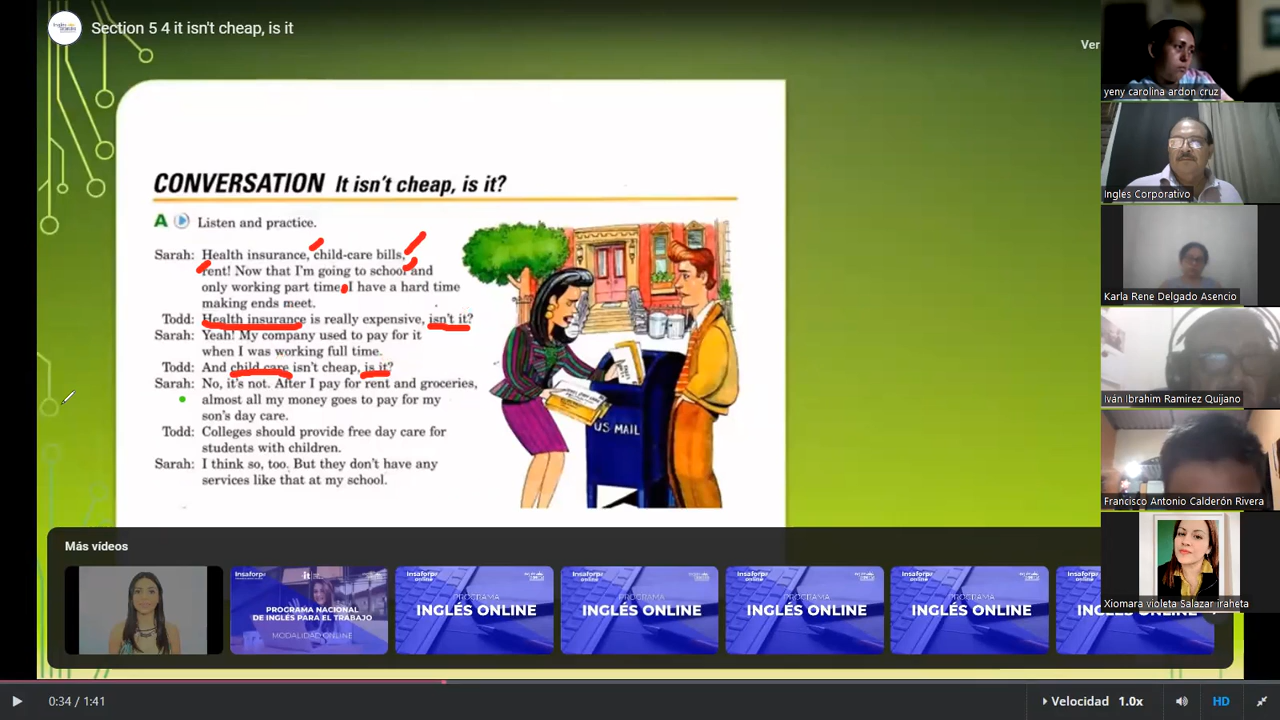 Section 5 4 it isn't cheap, is it
Ver
CONVERSATION It isn't cheap, is it?
A Listen and practice.
Sarah: Health insurance, child-care bills,
rent! Now that I'm going to school and
only working part time, I have a hard time
making ends meet.
Todd: Health insurance is really expensive, isn't it?
Sarah: Yeah! My company used to pay for it
when I was working full time.
Todd: And child care isn't cheap, is it?
Sarah: No, it's not. After I pay for rent and groceries,
almost all my money goes to pay for my
son's day care.
Todd: Colleges should provide free day care for
students with children.
Sarah: I think so, too. But they don't have any
services like that at my school.
US MAIL
Más vídeos
Insaforp
PROGRAMA NACIONAL
DE INGLÉS PARA EL TRABAJO
MODALIDAD ONLINE
Insaforp
online
PROGRAMA
INGLÉS ONLINE
Insaforp
online
PROGRAMA
INGLÉS ONLINE
Insaforp
online
PROGRAMA
INGLÉS ONLINE
Insaforp
online
PROGRAMA
INGLÉS ONLINE
Insaforp
online
0:34 / 1:41
Velocidad 1.0x
HD
yeny carolina ardon cruz
Ingles Corporativo
Karla Rene Delgado Asencio
Iván Ibrahim Ramirez Quijano
Francisco Antonio Calderón Rivera
Xiomara violeta Salazar iraheta